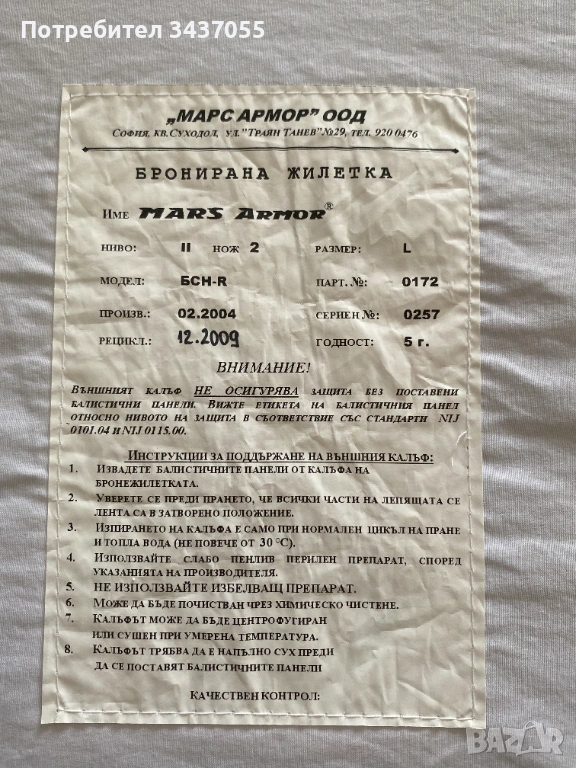 Потребител 3437055
„МАРС АРМОР” ООД
СОФИЯ, КВ. СУХОДОЛ, УЛ."ТРАЯН ТАНЕВ"№29, ТЕЛ. 920 0476
БРОНИРАНА ЖИЛЕТКА
ИМЕ MARS ARMOR®
НИВО: II НОЖ 2 РАЗМЕР: L
МОДЕЛ: БСН-R ПАРТ. №: 0172
ПРОИЗВ.: 02.2004 СЕРИЕН №: 0257
РЕЦИКЛ.: 12.2009 ГОДНОСТ: 5 г.
ВНИМАНИЕ!
ВЪНШНИЯТ КАЛЪФ НЕ ОСИГУРЯВА ЗАЩИТА БЕЗ ПОСТАВЕНИ
БАЛИСТИЧНИ ПАНЕЛИ. ВИЖТЕ ЕТИКЕТА НА БАЛИСТИЧНИЯ ПАНЕЛ
ОТНОСНО НИВОТО НА ЗАЩИТА В СЪОТВЕТСТВИЕ СЪС СТАНДАРТИ NIJ
0101.04 И NIJ 0115.00.
ИНСТРУКЦИИ ЗА ПОДДЪРЖАНЕ НА ВЪНШНИЯ КАЛЪФ:
1. ИЗВАДЕТЕ БАЛИСТИЧНИТЕ ПАНЕЛИ ОТ КАЛЪФА НА
БРОНЕЖИЛЕТКАТА.
2. УВЕРЕТЕ СЕ ПРЕДИ ПРАНЕТО, ЧЕ ВСИЧКИ ЧАСТИ НА ЛЕПЯЩАТА СЕ
ЛЕНТА СА В ЗАТВОРЕНО ПОЛОЖЕНИЕ.
3. ИЗПИРАНЕТО НА КАЛЪФА Е САМО ПРИ НОРМАЛЕН ЦИКЪЛ НА ПРАНЕ
И ТОПЛА ВОДА (НЕ ПОВЕЧЕ ОТ 30 °С).
4. ИЗПОЛЗВАЙТЕ СЛАБО ПЕНЛИВ ПЕРИЛЕН ПРЕПАРАТ, СПОРЕД
УКАЗАНИЯТА НА ПРОИЗВОДИТЕЛЯ.
5. НЕ ИЗПОЛЗВАЙТЕ ИЗБЕЛВАЩ ПРЕПАРАТ.
6. МОЖЕ ДА БЪДЕ ПОЧИСТВАН ЧРЕЗ ХИМИЧЕСКО ЧИСТЕНЕ.
7. КАЛЪФЪТ МОЖЕ ДА БЪДЕ ЦЕНТРОФУГИРАН
ИЛИ СУШЕН ПРИ УМЕРЕНА ТЕМПЕРАТУРА.
8. КАЛЪФЪТ ТРЯБВА ДА Е НАПЪЛНО СУХ ПРЕДИ
ДА СЕ ПОСТАВЯТ БАЛИСТИЧНИТЕ ПАНЕЛИ
КАЧЕСТВЕН КОНТРОЛ:
BAZAR